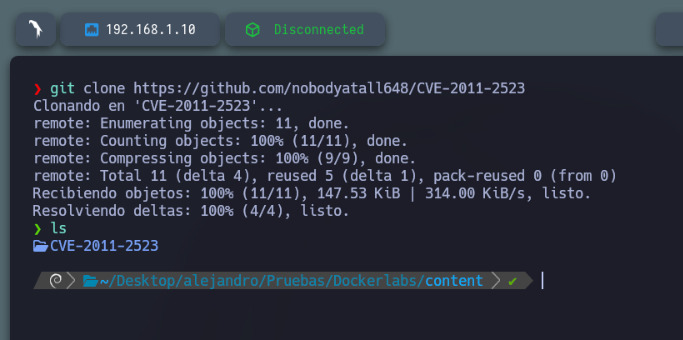 192.168.1.10 Disconnected
❯ git clone https://github.com/nobodyatall648/CVE-2011-2523
Clonando en 'CVE-2011-2523'...
remote: Enumerating objects: 11, done.
remote: Counting objects: 100% (11/11), done.
remote: Compressing objects: 100% (9/9), done.
remote: Total 11 (delta 4), reused 5 (delta 1), pack-reused 0 (from 0)
Recibiendo objetos: 100% (11/11), 147.53 KiB | 314.00 KiB/s, listo.
Resolviendo deltas: 100% (4/4), listo.
❯ ls
CVE-2011-2523
~/Desktop/alejandro/Pruebas/Dockerlabs/content ✔